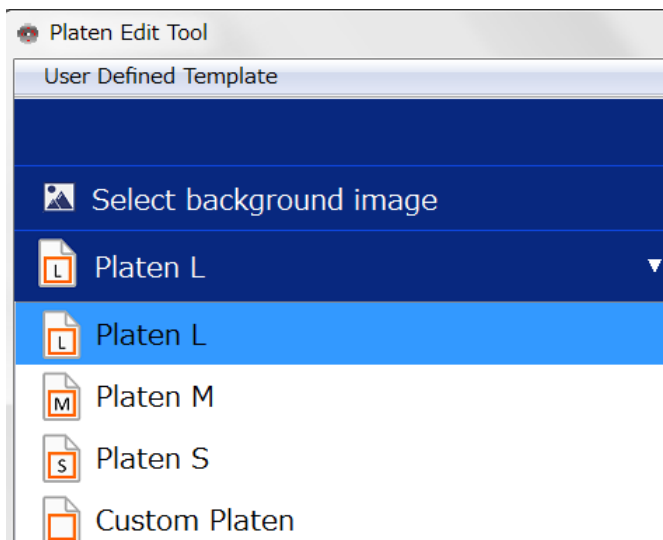 Platen Edit Tool
User Defined Template
Select background image
L Platen L
L Platen L
M Platen M
S Platen S
Custom Platen